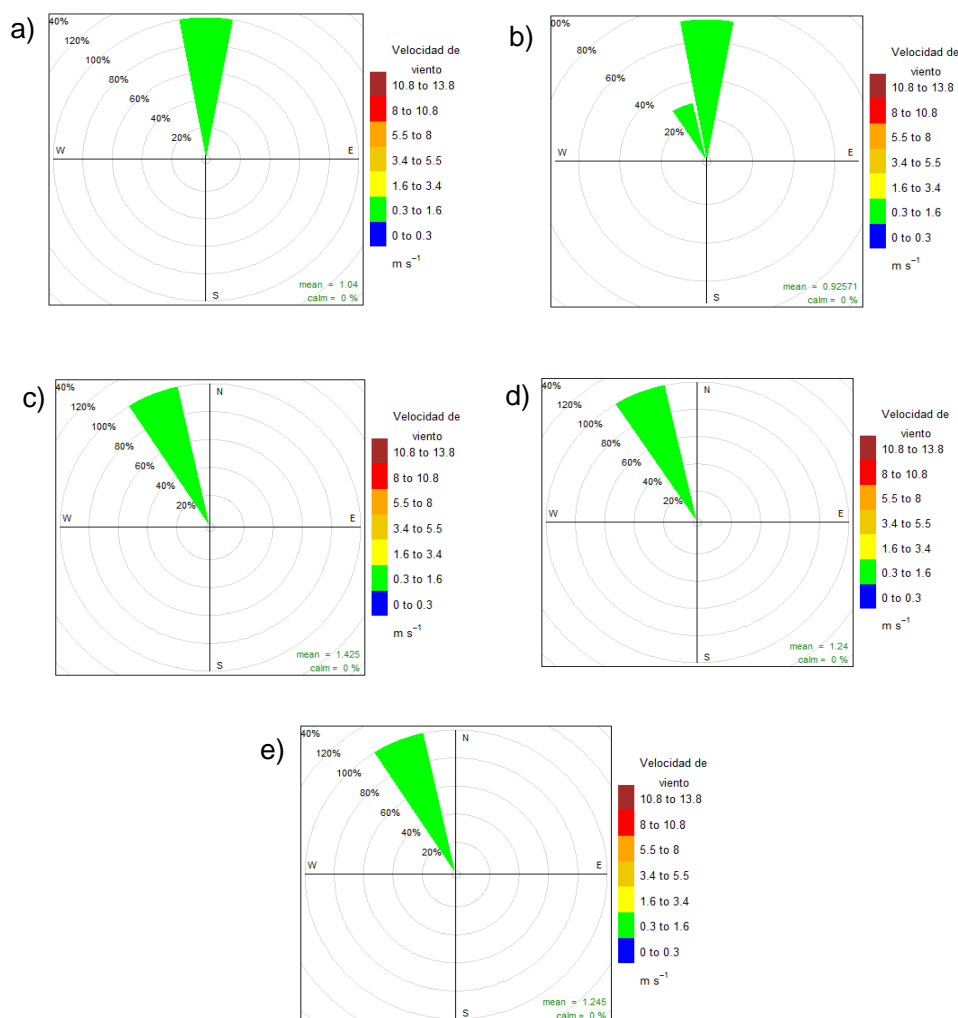 a)
40%
120%
100%
80%
60%
40%
20%
W
E
S
mean = 1.04
calm = 0 %
Velocidad de
viento
10.8 to 13.8
8 to 10.8
5.5 to 8
3.4 to 5.5
1.6 to 3.4
0.3 to 1.6
0 to 0.3
m s⁻¹
b)
00%
80%
60%
40%
20%
W
E
S
mean = 0.92571
calm = 0 %
Velocidad de
viento
10.8 to 13.8
8 to 10.8
5.5 to 8
3.4 to 5.5
1.6 to 3.4
0.3 to 1.6
0 to 0.3
m s⁻¹
c)
40%
120%
100%
80%
60%
40%
20%
N
W
E
S
mean = 1.425
calm = 0 %
Velocidad de
viento
10.8 to 13.8
8 to 10.8
5.5 to 8
3.4 to 5.5
1.6 to 3.4
0.3 to 1.6
0 to 0.3
m s⁻¹
d)
40%
120%
100%
80%
60%
40%
20%
N
W
E
S
mean = 1.24
calm = 0 %
Velocidad de
viento
10.8 to 13.8
8 to 10.8
5.5 to 8
3.4 to 5.5
1.6 to 3.4
0.3 to 1.6
0 to 0.3
m s⁻¹
e)
40%
120%
100%
80%
60%
40%
20%
N
W
E
S
mean = 1.245
calm = 0 %
Velocidad de
viento
10.8 to 13.8
8 to 10.8
5.5 to 8
3.4 to 5.5
1.6 to 3.4
0.3 to 1.6
0 to 0.3
m s⁻¹